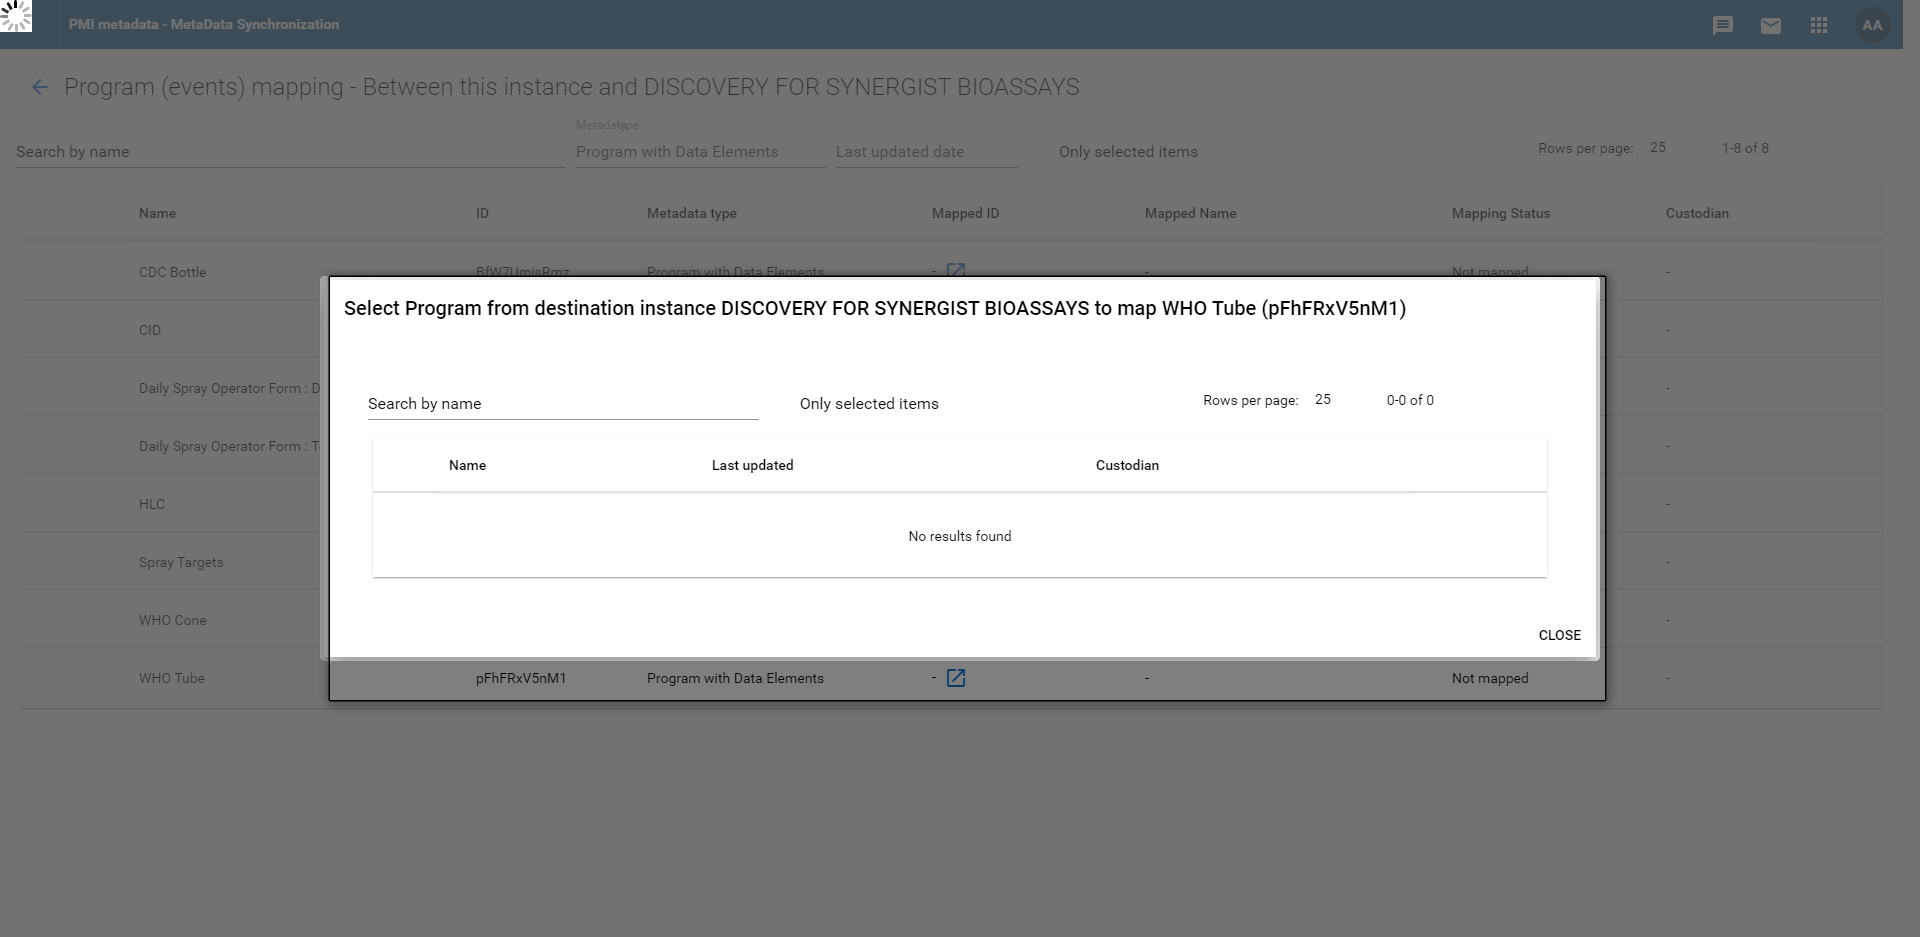 PMI metadata - MetaData Synchronization
AA
Program (events) mapping - Between this instance and DISCOVERY FOR SYNERGIST BIOASSAYS
Search by name
Program with Data Elements
Last updated date
Only selected items
Rows per page: 25 1-8 of 8
Name ID Metadata type Mapped ID Mapped Name Mapping Status Custodian
CDC Bottle BfW7UmisRmz Program with Data Elements - - Not mapped -
Select Program from destination instance DISCOVERY FOR SYNERGIST BIOASSAYS to map WHO Tube (pFhFRxV5nM1)
CID -
Daily Spray Operator Form : D -
Search by name Only selected items Rows per page: 25 0-0 of 0
Daily Spray Operator Form : T -
Name Last updated Custodian
HLC -
No results found
Spray Targets -
WHO Cone -
CLOSE
WHO Tube pFhFRxV5nM1 Program with Data Elements - - Not mapped -